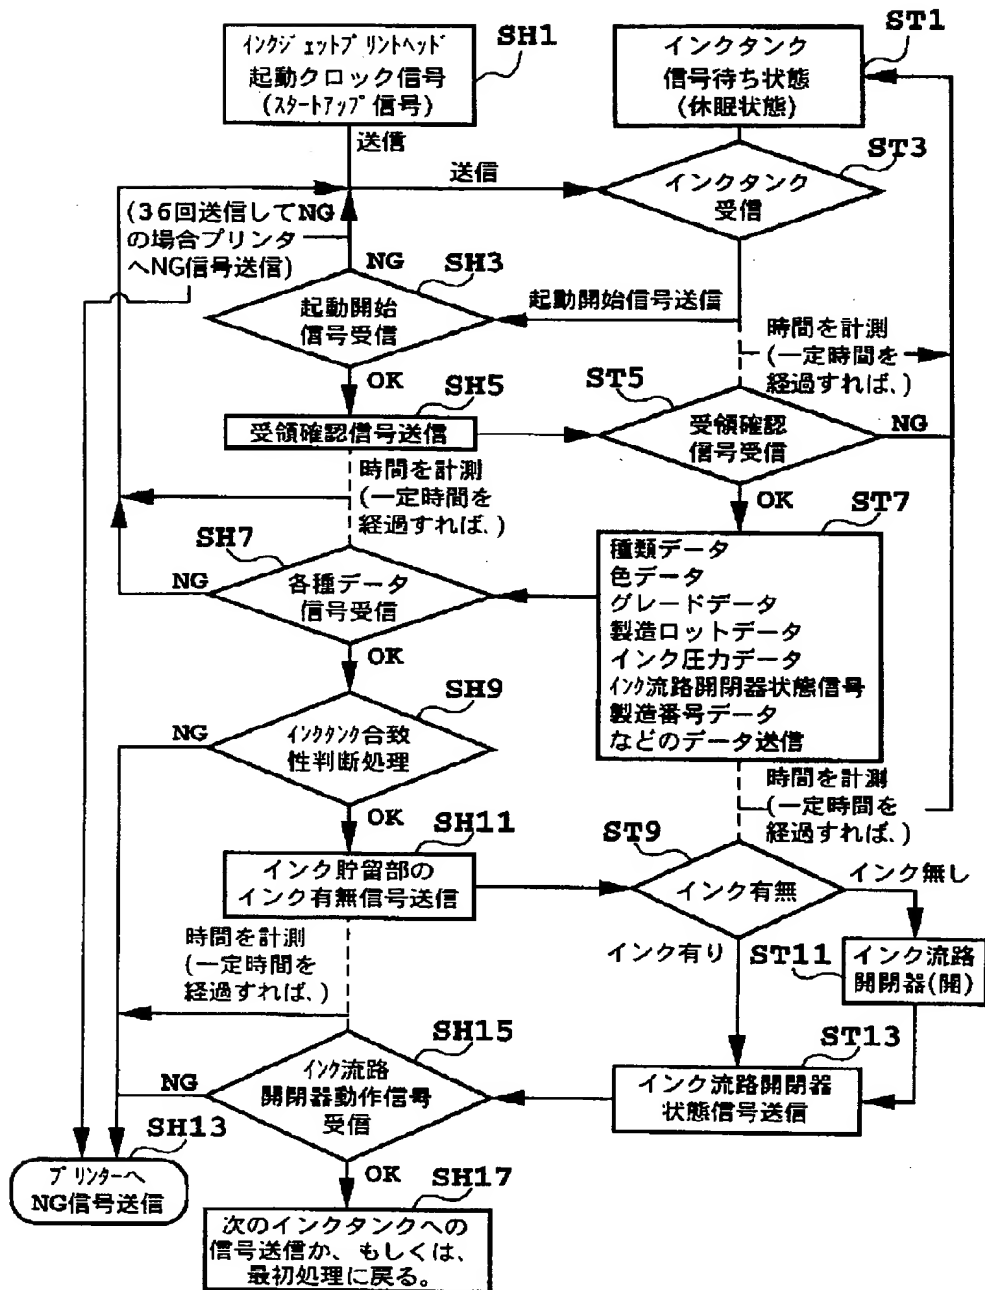 インクジェットプリントヘッド
起動クロック信号
(スタートアップ信号)
SH1
インクタンク
信号待ち状態
(休眠状態)
ST1
送信
送信
インクタンク
受信
ST3
(36回送信してNG
の場合プリンタ
へNG信号送信)
NG
SH3
起動開始
信号受信
起動開始信号送信
時間を計測
(一定時間を
経過すれば、)
OK
SH5
受領確認信号送信
ST5
受領確認
信号受信
NG
時間を計測
(一定時間を
経過すれば、)
OK
ST7
SH7
NG
各種データ
信号受信
種類データ
色データ
グレードデータ
製造ロットデータ
インク圧力データ
インク流路開閉器状態信号
製造番号データ
などのデータ送信
OK
SH9
NG
インクタンク合致
性判断処理
時間を計測
(一定時間を
経過すれば、)
OK
SH11
インク貯留部の
インク有無信号送信
ST9
インク有無
インク無し
時間を計測
(一定時間を
経過すれば、)
インク有り
ST11
インク流路
開閉器(開)
SH15
NG
インク流路
開閉器動作信号
受信
ST13
インク流路開閉器
状態信号送信
SH13
プリンターへ
NG信号送信
OK
SH17
次のインクタンクへの
信号送信か、もしくは、
最初処理に戻る。